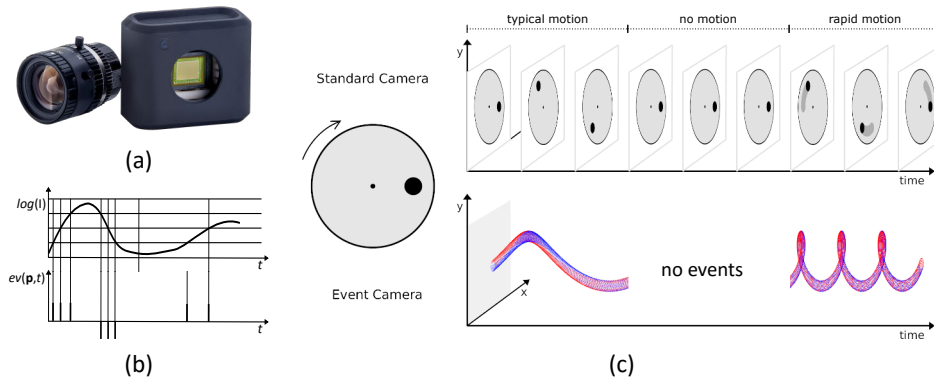 (a)
log(I)
t
ev(p,t)
t
(b)
Standard Camera
Event Camera
typical motion
no motion
rapid motion
y
time
y
x
no events
time
(c)